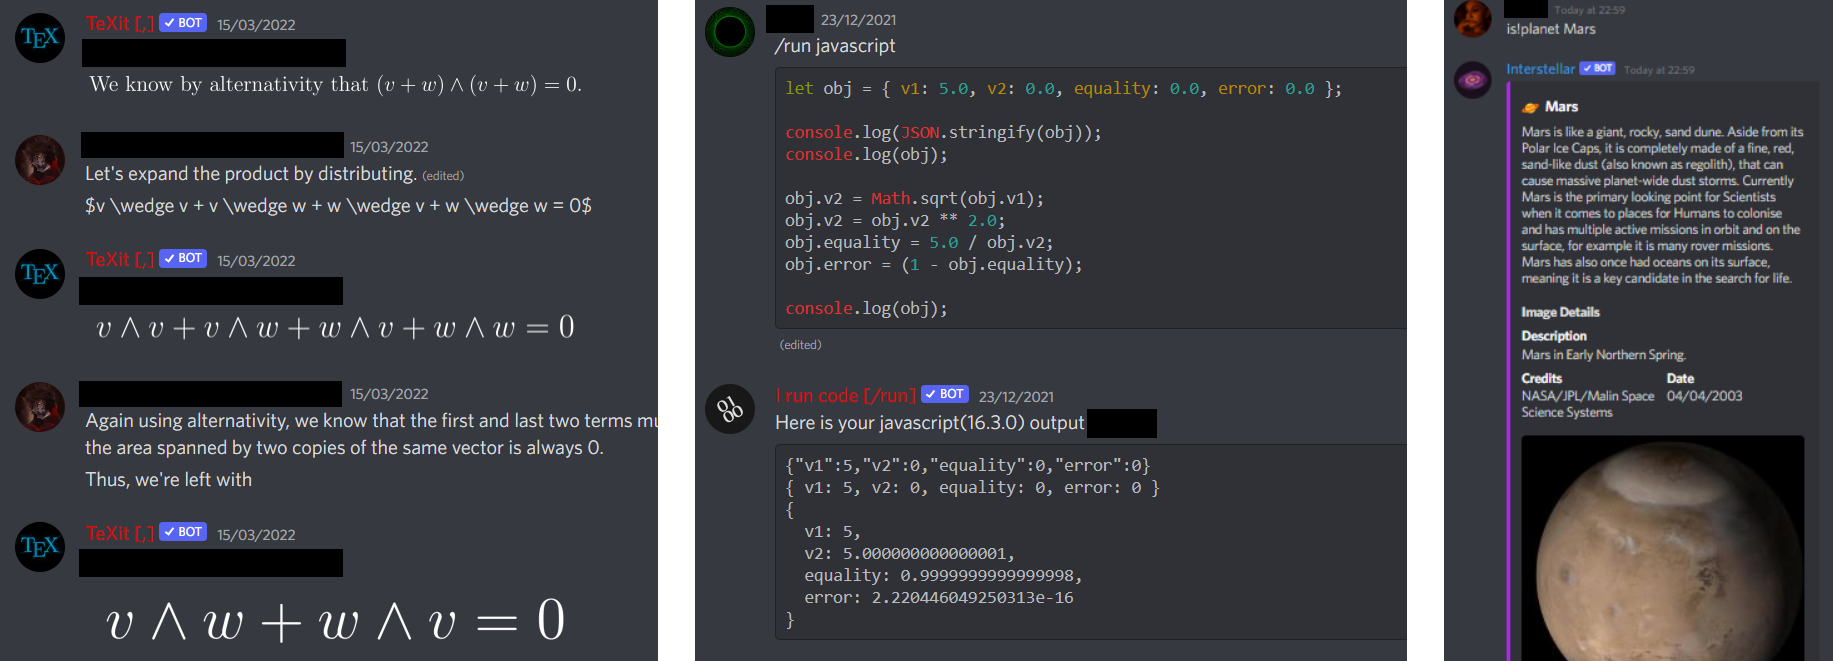 TEX TeXit [,] ✓ BOT 15/03/2022
We know by alternativity that (v + w) ∧ (v + w) = 0.
15/03/2022
Let's expand the product by distributing. (edited)
$v \wedge v + v \wedge w + w \wedge v + w \wedge w = 0$
TEX TeXit [,] ✓ BOT 15/03/2022
v ∧ v + v ∧ w + w ∧ v + w ∧ w = 0
15/03/2022
Again using alternativity, we know that the first and last two terms
the area spanned by two copies of the same vector is always 0.
Thus, we're left with
TEX TeXit [,] ✓ BOT 15/03/2022
v ∧ w + w ∧ v = 0
23/12/2021
/run javascript
let obj = { v1: 5.0, v2: 0.0, equality: 0.0, error: 0.0 };
console.log(JSON.stringify(obj));
console.log(obj);
obj.v2 = Math.sqrt(obj.v1);
obj.v2 = obj.v2 ** 2.0;
obj.equality = 5.0 / obj.v2;
obj.error = (1 - obj.equality);
console.log(obj);
(edited)
I run code [/run] ✓ BOT 23/12/2021
Here is your javascript(16.3.0) output
{"v1":5,"v2":0,"equality":0,"error":0}
{ v1: 5, v2: 0, equality: 0, error: 0 }
{
v1: 5,
v2: 5.000000000000001,
equality: 0.9999999999999998,
error: 2.220446049250313e-16
}
Today at 22:59
is!planet Mars
Interstellar ✓ BOT Today at 22:59
Mars
Mars is like a giant, rocky, sand dune. Aside from its
Polar Ice Caps, it is completely made of a fine, red,
sand-like dust (also known as regolith), that can
cause massive planet-wide dust storms. Currently
Mars is the primary looking point for Scientists
when it comes to places for Humans to colonise
and has multiple active missions in orbit and on the
surface, for example it is many rover missions.
Mars has also once had oceans on its surface,
meaning it is a key candidate in the search for life.
Image Details
Description
Mars in Early Northern Spring.
Credits Date
NASA/JPL/Malin Space 04/04/2003
Science Systems